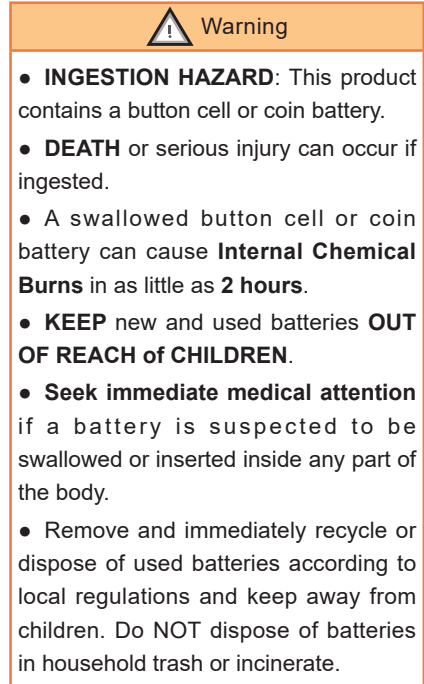 Warning
● INGESTION HAZARD: This product
contains a button cell or coin battery.
● DEATH or serious injury can occur if
ingested.
● A swallowed button cell or coin
battery can cause Internal Chemical
Burns in as little as 2 hours.
● KEEP new and used batteries OUT
OF REACH of CHILDREN.
● Seek immediate medical attention
if a battery is suspected to be
swallowed or inserted inside any part of
the body.
● Remove and immediately recycle or
dispose of used batteries according to
local regulations and keep away from
children. Do NOT dispose of batteries
in household trash or incinerate.